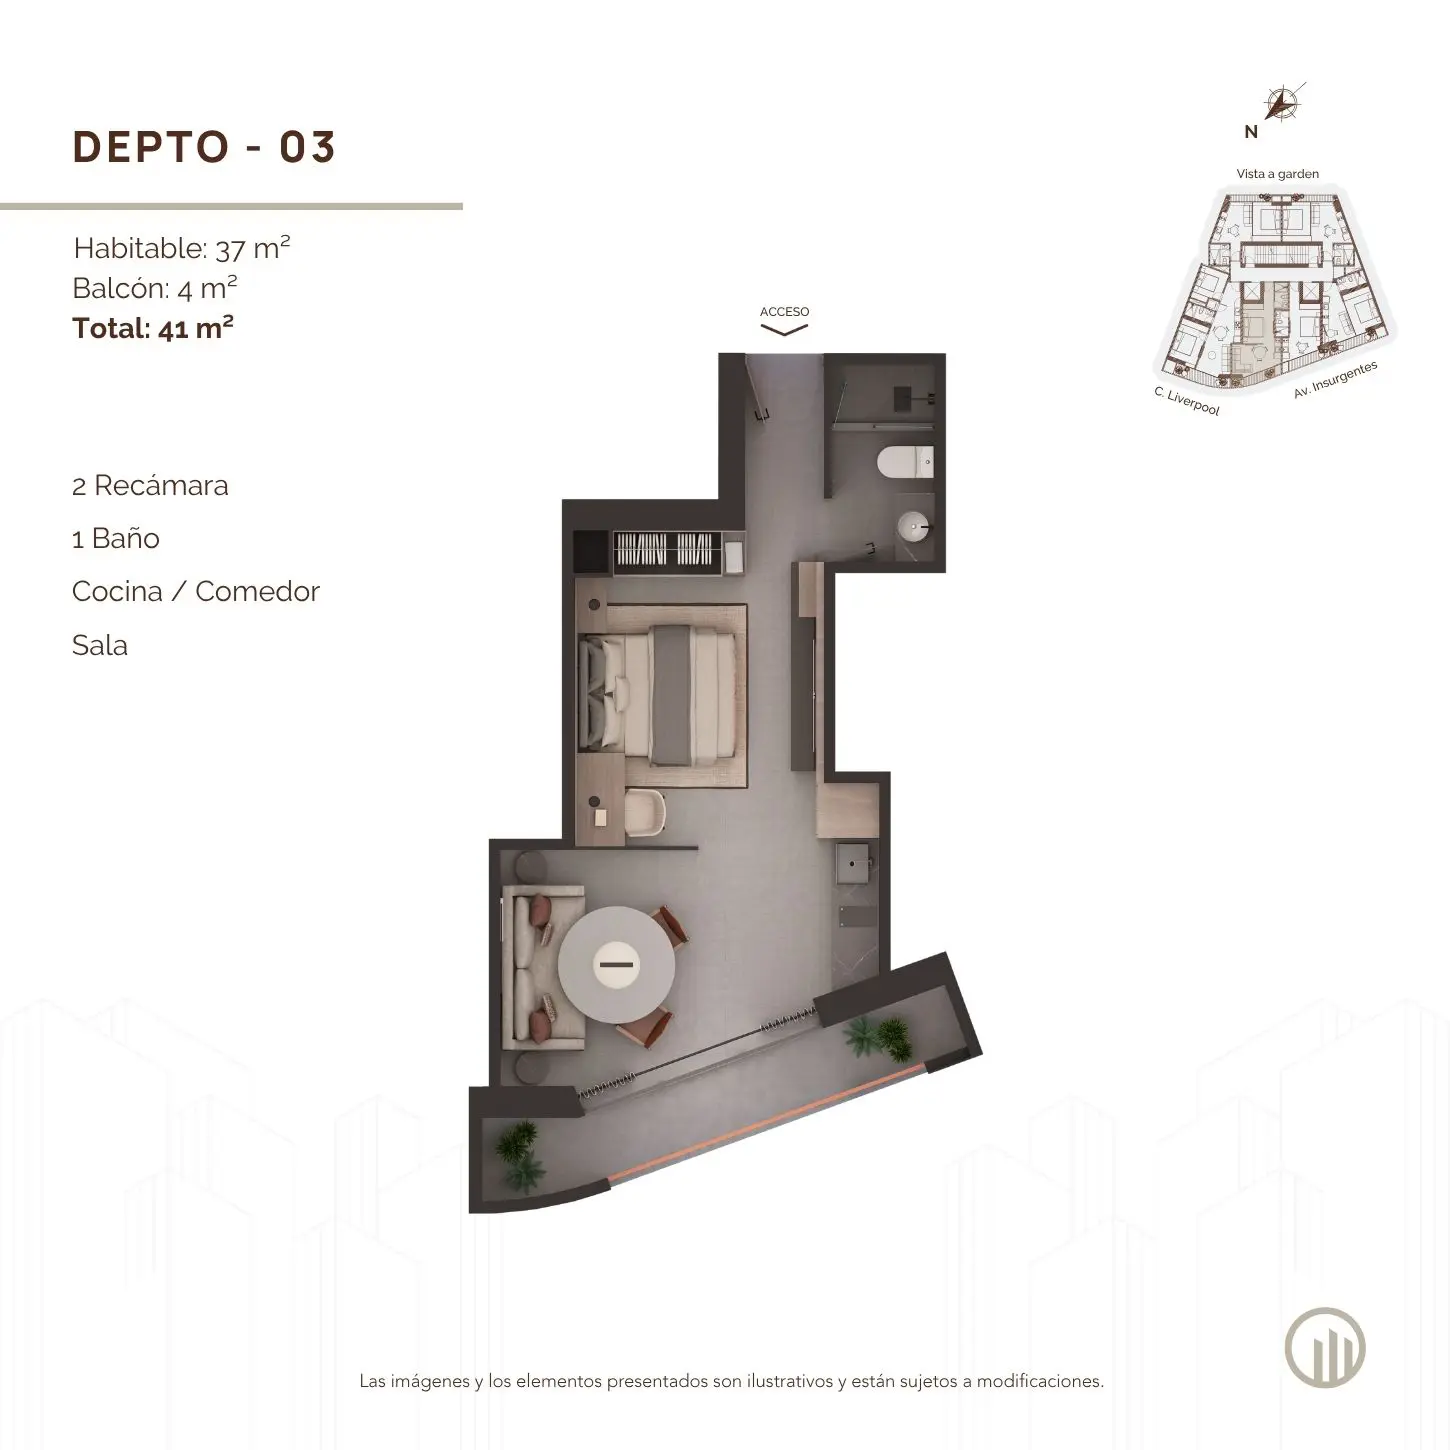 DEPTO - 03
Habitable: 37 m²
Balcón: 4 m²
Total: 41 m²
2 Recámara
1 Baño
Cocina / Comedor
Sala
ACCESO
N
Vista a garden
C. Liverpool
Av. Insurgentes
Las imágenes y los elementos presentados son ilustrativos y están sujetos a modificaciones.